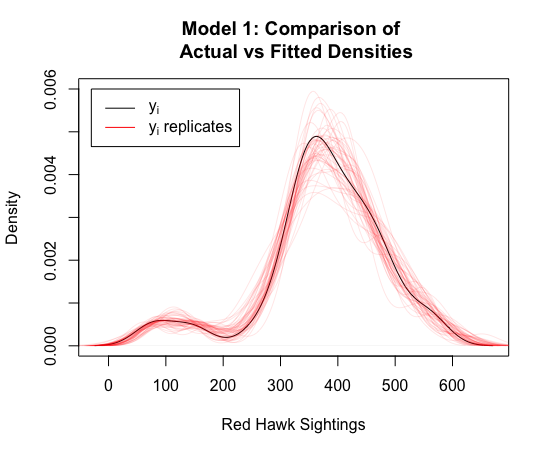 Model 1: Comparison of
Actual vs Fitted Densities
yi
yi replicates
Density
0.006
0.004
0.002
0.000
0 100 200 300 400 500 600
Red Hawk Sightings